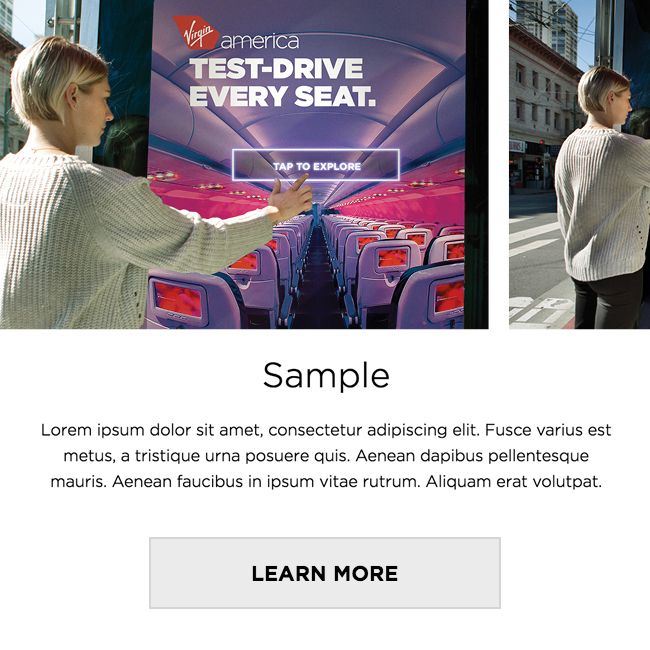 Virgin america
TEST-DRIVE
EVERY SEAT.
TAP TO EXPLORE
Sample
Lorem ipsum dolor sit amet, consectetur adipiscing elit. Fusce varius est
metus, a tristique urna posuere quis. Aenean dapibus pellentesque
mauris. Aenean faucibus in ipsum vitae rutrum. Aliquam erat volutpat.
LEARN MORE